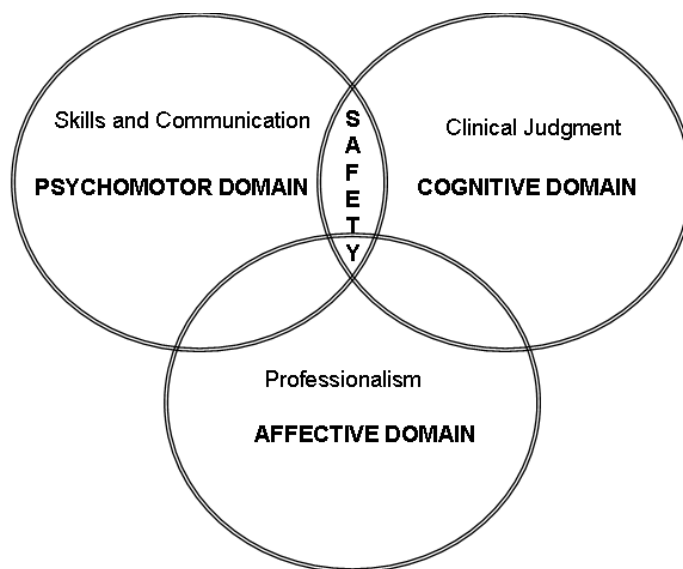 Skills and Communication
PSYCHOMOTOR DOMAIN
S
A
F
E
T
Y
Clinical Judgment
COGNITIVE DOMAIN
Professionalism
AFFECTIVE DOMAIN